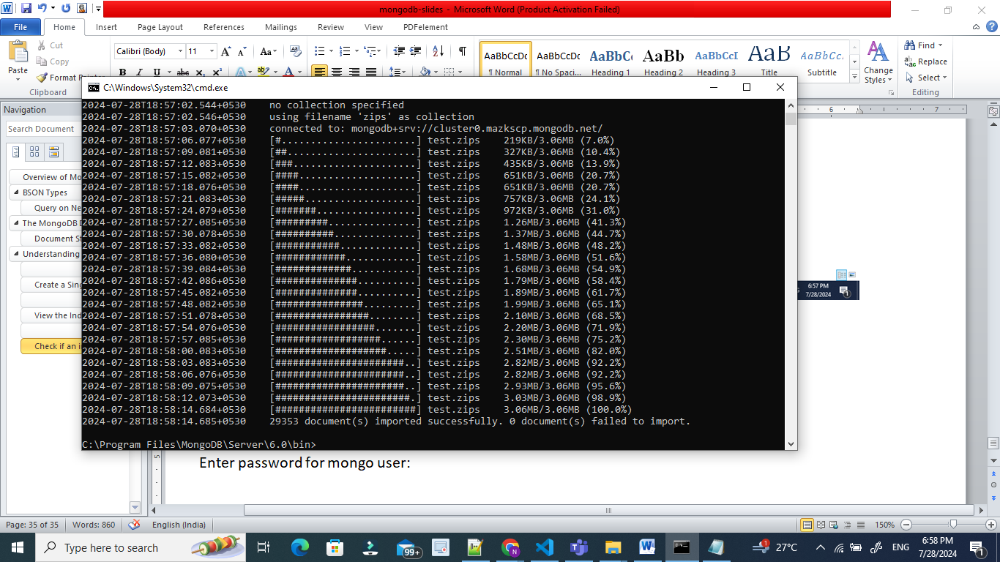 mongodb-slides - Microsoft Word (Product Activation Failed)
File Home Insert Page Layout References Mailings Review View PDFelement
Paste
Cut
Copy
Format Painter
Clipboard
Calibri (Body) 11
AaBbCcDc AaBbCcDc AaBbCc AaBb AaBbCcI AaB AaBbCc
¶ Normal ¶ No Spaci... Heading 1 Heading 2 Heading 3 Title Subtitle
Change Styles
Find
Replace
Select
Editing
Navigation
Search Document
Overview of Mo
BSON Types
Query on Ne
The MongoDB D
Document St
Understanding
Create a Sing
View the Ind
Check if an i
C:\Windows\System32\cmd.exe
2024-07-28T18:57:02.544+0530 no collection specified
2024-07-28T18:57:02.546+0530 using filename 'zips' as collection
2024-07-28T18:57:03.070+0530 connected to: mongodb+srv://cluster0.mazkscp.mongodb.net/
2024-07-28T18:57:06.077+0530 [#.......................] test.zips 219KB/3.06MB (7.0%)
2024-07-28T18:57:09.081+0530 [##......................] test.zips 327KB/3.06MB (10.4%)
2024-07-28T18:57:12.083+0530 [###.....................] test.zips 435KB/3.06MB (13.9%)
2024-07-28T18:57:15.082+0530 [####....................] test.zips 651KB/3.06MB (20.7%)
2024-07-28T18:57:18.076+0530 [####....................] test.zips 651KB/3.06MB (20.7%)
2024-07-28T18:57:21.083+0530 [#####...................] test.zips 757KB/3.06MB (24.1%)
2024-07-28T18:57:24.079+0530 [#######.................] test.zips 972KB/3.06MB (31.0%)
2024-07-28T18:57:27.085+0530 [#########...............] test.zips 1.26MB/3.06MB (41.3%)
2024-07-28T18:57:30.078+0530 [##########..............] test.zips 1.37MB/3.06MB (44.7%)
2024-07-28T18:57:33.082+0530 [###########.............] test.zips 1.48MB/3.06MB (48.2%)
2024-07-28T18:57:36.080+0530 [############............] test.zips 1.58MB/3.06MB (51.6%)
2024-07-28T18:57:39.084+0530 [#############...........] test.zips 1.68MB/3.06MB (54.9%)
2024-07-28T18:57:42.086+0530 [##############..........] test.zips 1.79MB/3.06MB (58.4%)
2024-07-28T18:57:45.082+0530 [##############..........] test.zips 1.89MB/3.06MB (61.7%)
2024-07-28T18:57:48.082+0530 [###############.........] test.zips 1.99MB/3.06MB (65.1%)
2024-07-28T18:57:51.078+0530 [################........] test.zips 2.10MB/3.06MB (68.5%)
2024-07-28T18:57:54.076+0530 [#################.......] test.zips 2.20MB/3.06MB (71.9%)
2024-07-28T18:57:57.085+0530 [##################......] test.zips 2.30MB/3.06MB (75.2%)
2024-07-28T18:58:00.083+0530 [###################.....] test.zips 2.51MB/3.06MB (82.0%)
2024-07-28T18:58:03.083+0530 [######################..] test.zips 2.82MB/3.06MB (92.2%)
2024-07-28T18:58:06.076+0530 [######################..] test.zips 2.82MB/3.06MB (92.2%)
2024-07-28T18:58:09.075+0530 [######################..] test.zips 2.93MB/3.06MB (95.6%)
2024-07-28T18:58:12.073+0530 [#######################.] test.zips 3.03MB/3.06MB (98.9%)
2024-07-28T18:58:14.684+0530 [########################] test.zips 3.06MB/3.06MB (100.0%)
2024-07-28T18:58:14.685+0530 29353 document(s) imported successfully. 0 document(s) failed to import.
C:\Program Files\MongoDB\Server\6.0\bin>
6:57 PM
7/28/2024
Enter password for mongo user:
Page: 35 of 35 Words: 860 English (India) 150%
Type here to search 99+ 27°C ENG
6:58 PM
7/28/2024